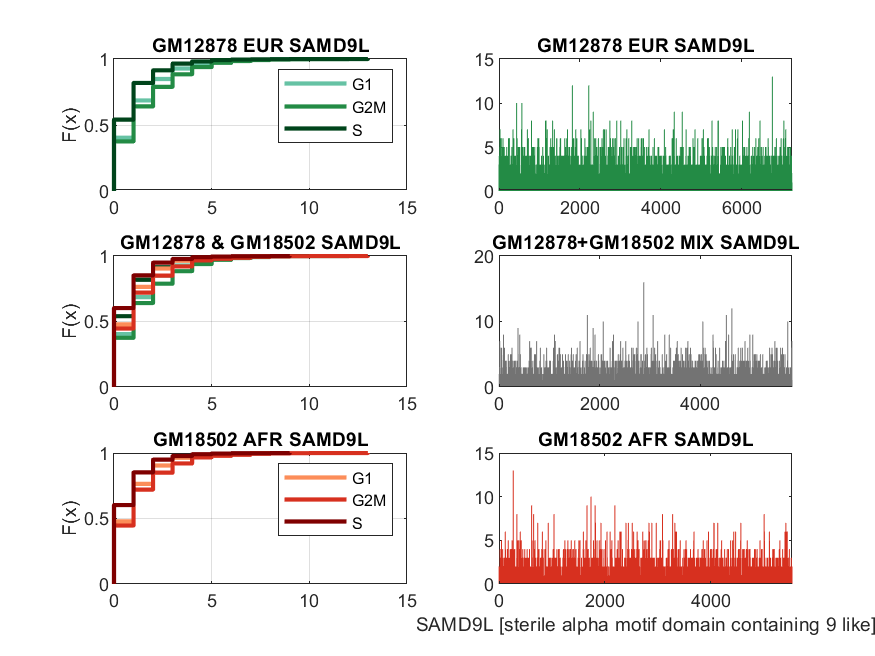 GM12878 EUR SAMD9L
1
0.5
0
F(x)
0 5 10 15
G1
G2M
S
GM12878 EUR SAMD9L
15
10
5
0
0 2000 4000 6000
GM12878 & GM18502 SAMD9L
1
0.5
0
F(x)
0 5 10 15
GM12878+GM18502 MIX SAMD9L
20
10
0
0 2000 4000
GM18502 AFR SAMD9L
1
0.5
0
F(x)
0 5 10 15
G1
G2M
S
GM18502 AFR SAMD9L
15
10
5
0
0 2000 4000
SAMD9L [sterile alpha motif domain containing 9 like]